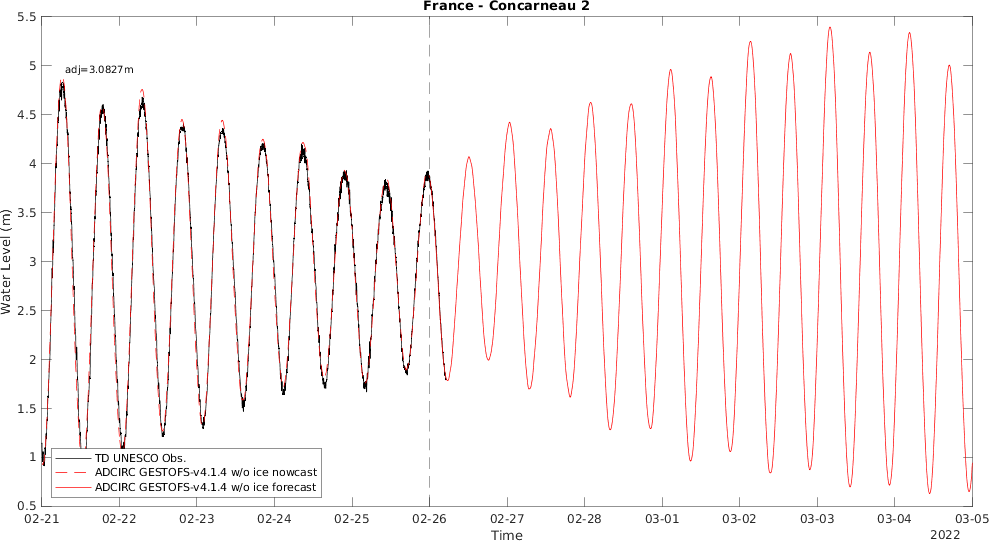 France - Concarneau 2
adj=3.0827m
Water Level (m)
5.5
5
4.5
4
3.5
3
2.5
2
1.5
1
0.5
TD UNESCO Obs.
ADCIRC GESTOFS-v4.1.4 w/o ice nowcast
ADCIRC GESTOFS-v4.1.4 w/o ice forecast
02-21 02-22 02-23 02-24 02-25 02-26 02-27 02-28 03-01 03-02 03-03 03-04 03-05
Time
2022